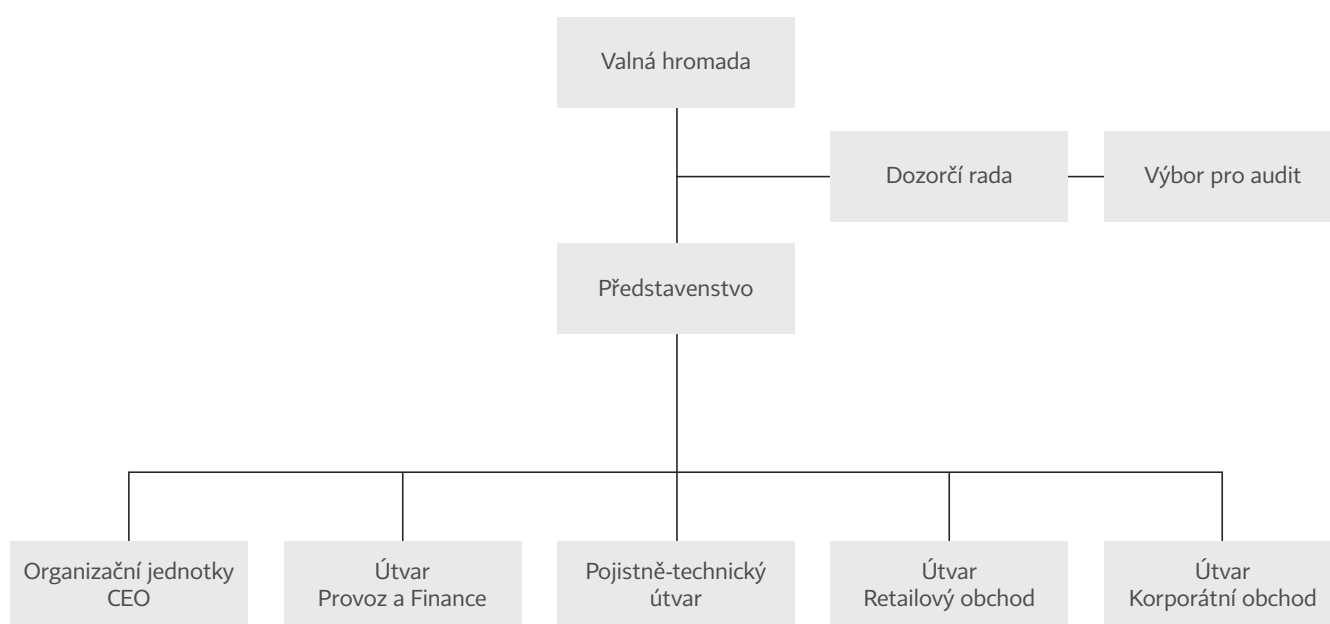 Valná hromada
Dozorčí rada
Výbor pro audit
Představenstvo
Organizační jednotky
CEO
Útvar
Provoz a Finance
Pojistně-technický
útvar
Útvar
Retailový obchod
Útvar
Korporátní obchod